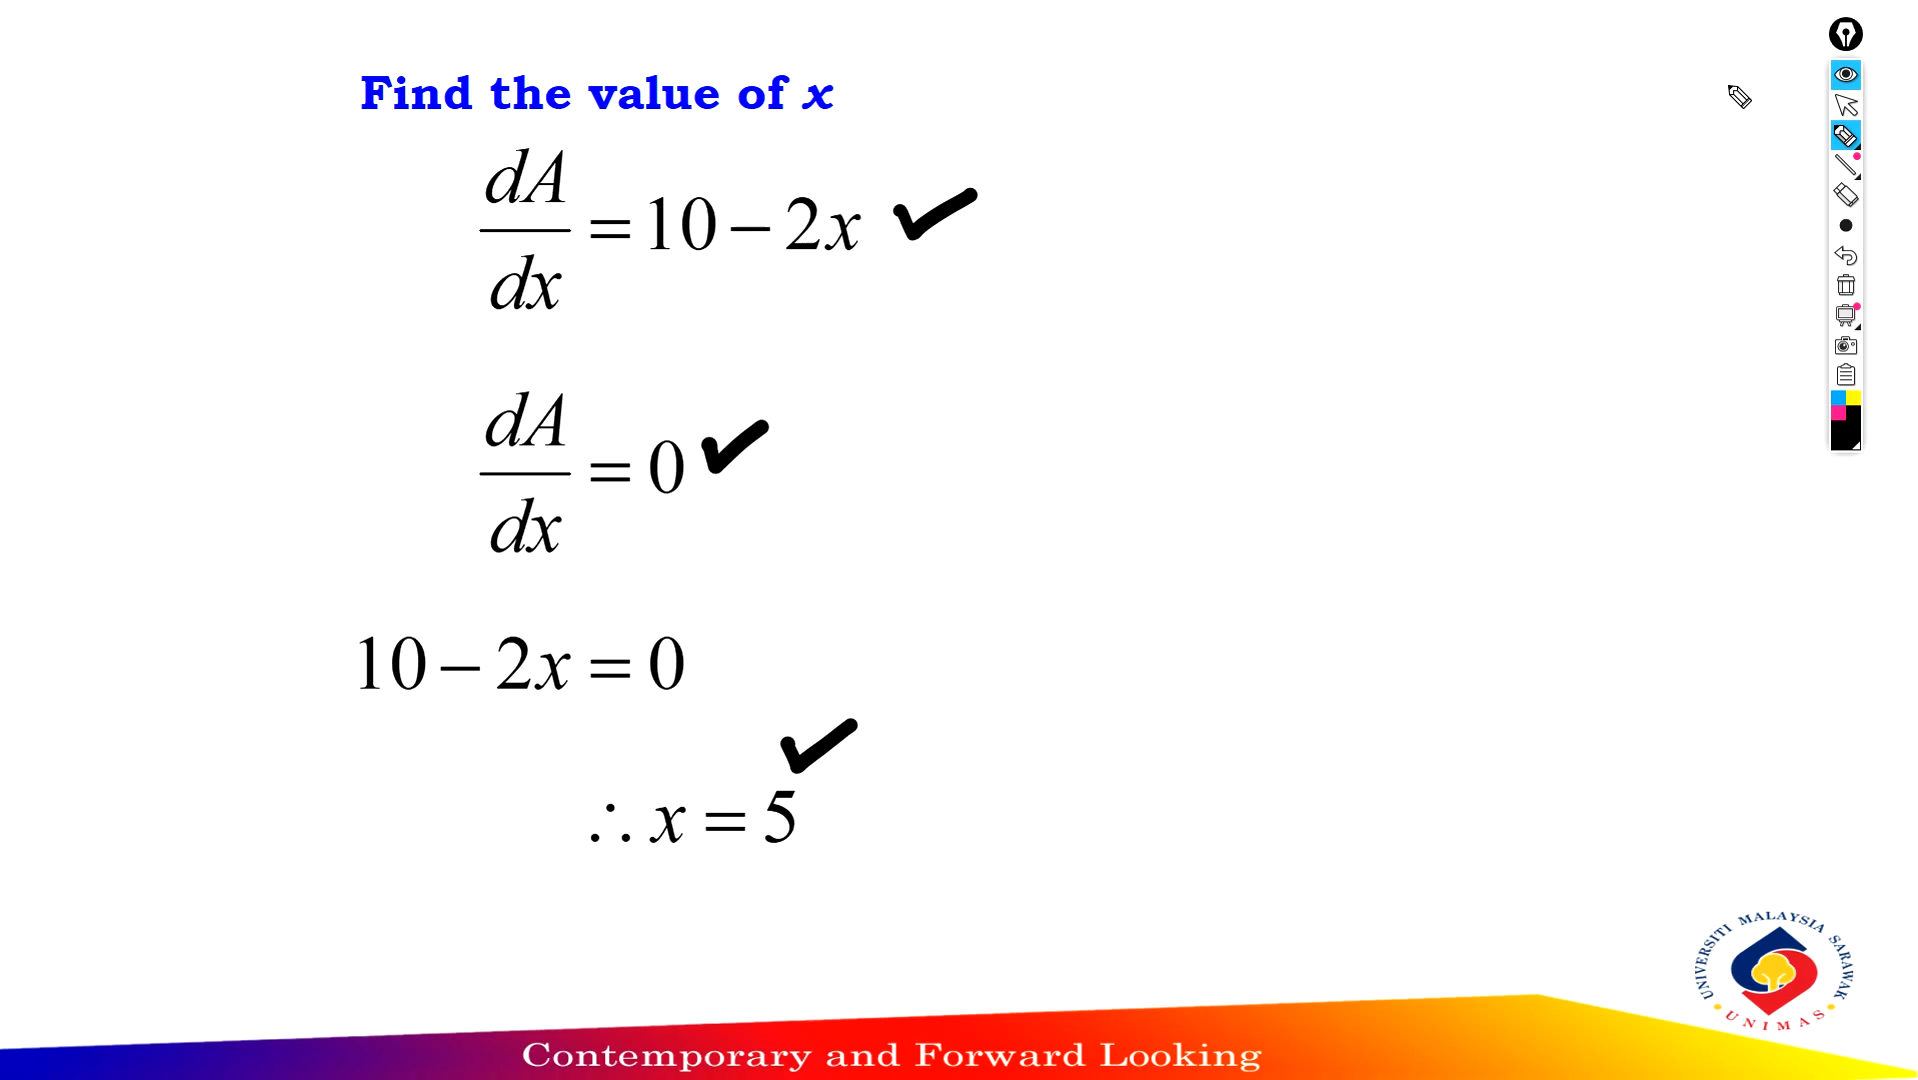 Find the value of x
dA/dx = 10 − 2x ✓
dA/dx = 0 ✓
10 − 2x = 0
∴ x = 5 ✓
UNIVERSITI MALAYSIA SARAWAK
UNIMAS
Contemporary and Forward Looking